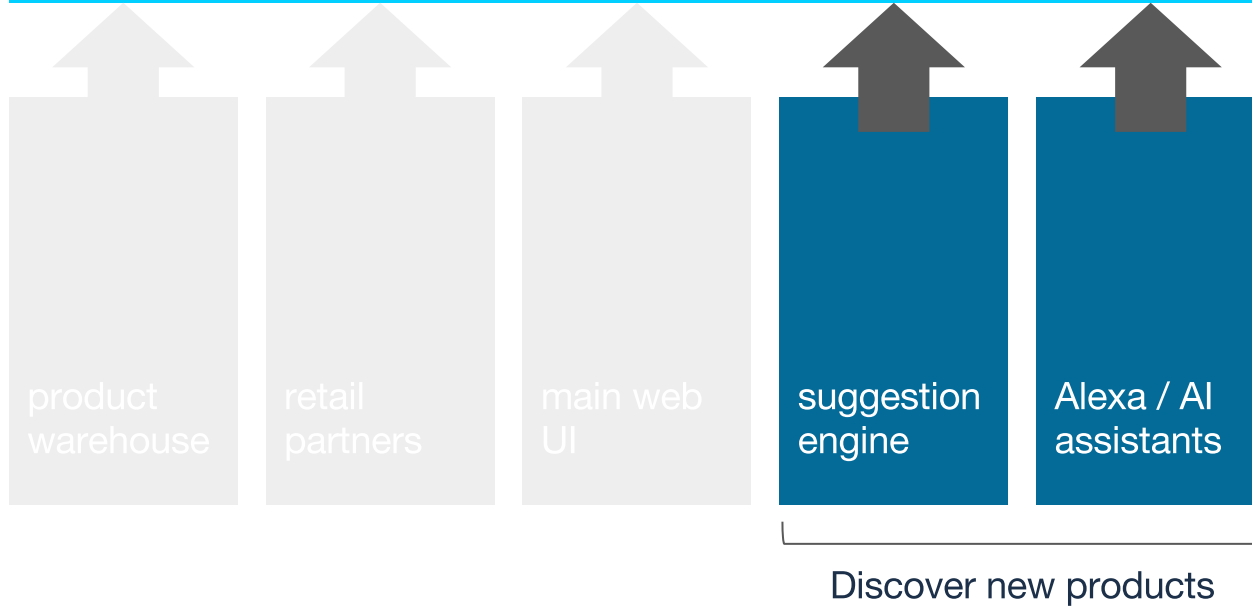 product
warehouse
retail
partners
main web
UI
suggestion
engine
Alexa / AI
assistants
Discover new products